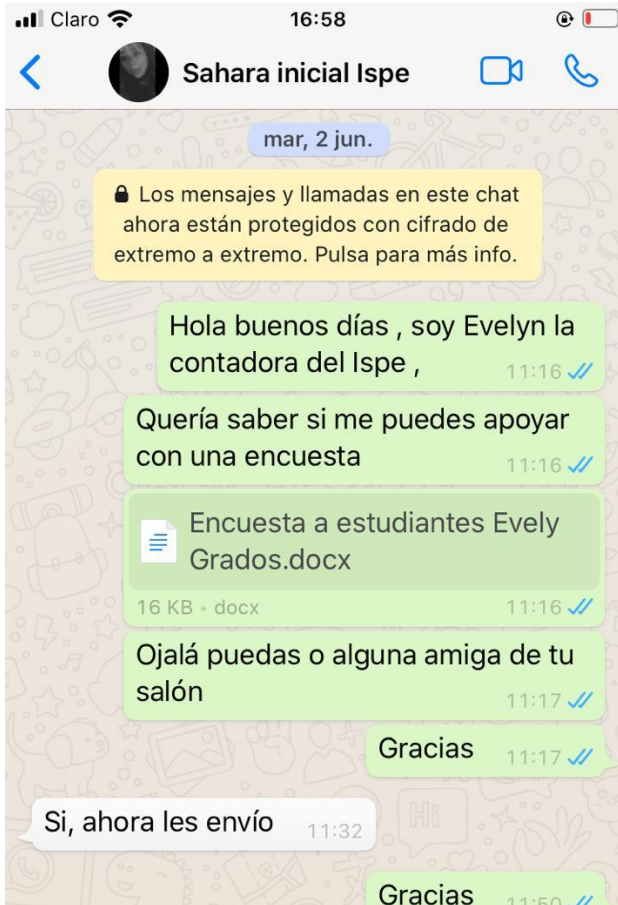 Claro 16:58
Sahara inicial Ispe
mar, 2 jun.
Los mensajes y llamadas en este chat
ahora están protegidos con cifrado de
extremo a extremo. Pulsa para más info.
Hola buenos días , soy Evelyn la
contadora del Ispe , 11:16
Quería saber si me puedes apoyar
con una encuesta 11:16
Encuesta a estudiantes Evely
Grados.docx
16 KB • docx 11:16
Ojalá puedas o alguna amiga de tu
salón 11:17
Gracias 11:17
Si, ahora les envío 11:32
Gracias 11:50